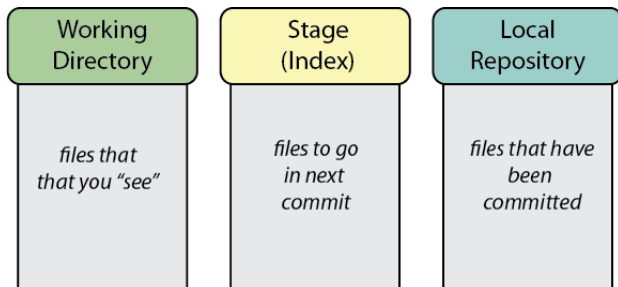 Working
Directory
Stage
(Index)
Local
Repository
files that
that you “see”
files to go
in next
commit
files that have
been
committed